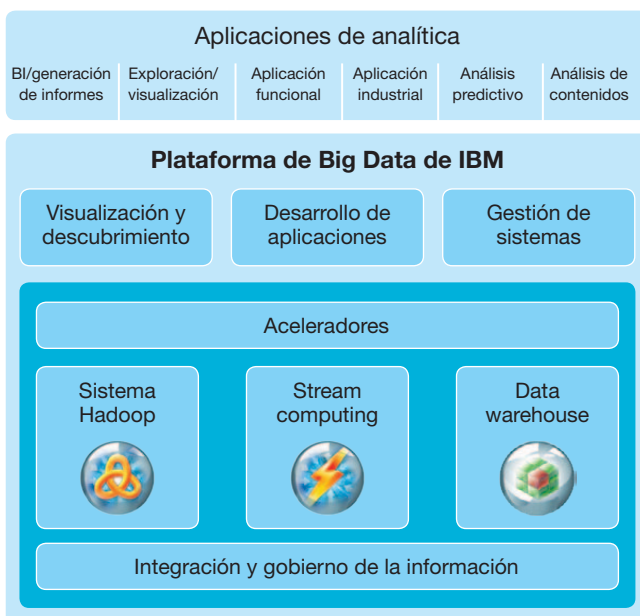 Aplicaciones de analítica
BI/generación
de informes
Exploración/
visualización
Aplicación
funcional
Aplicación
industrial
Análisis
predictivo
Análisis de
contenidos
Plataforma de Big Data de IBM
Visualización y
descubrimiento
Desarrollo de
aplicaciones
Gestión de
sistemas
Aceleradores
Sistema
Hadoop
Stream
computing
Data
warehouse
Integración y gobierno de la información